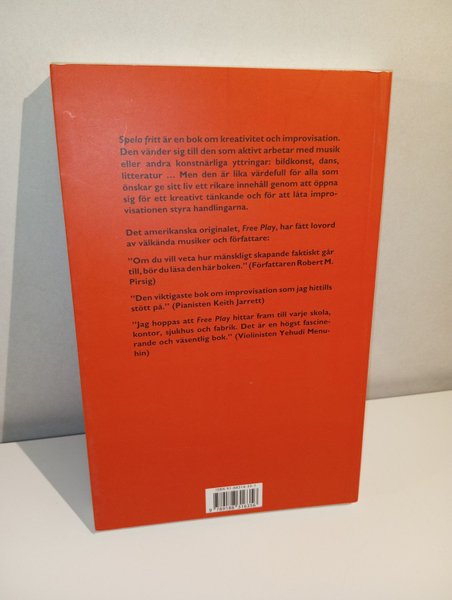 Spela fritt är en bok om kreativitet och improvisation.
Den vänder sig till den som aktivt arbetar med musik
eller andra konstnärliga yttringar: bildkonst, dans,
litteratur ... Men den är lika värdefull för alla som
önskar ge sitt liv ett rikare innehåll genom att öppna
sig för ett kreativt tänkande och för att låta impro-
visationen styra handlingarna.
Det amerikanska originalet, Free Play, har fått lovord
av välkända musiker och författare:
"Om du vill veta hur mänskligt skapande faktiskt går
till, bör du läsa den här boken." (Författaren Robert M.
Pirsig)
"Den viktigaste bok om improvisation som jag hittills
stött på." (Pianisten Keith Jarrett)
"Jag hoppas att Free Play hittar fram till varje skola,
kontor, sjukhus och fabrik. Det är en högst fascine-
rande och väsentlig bok." (Violinisten Yehudi Menu-
hin)